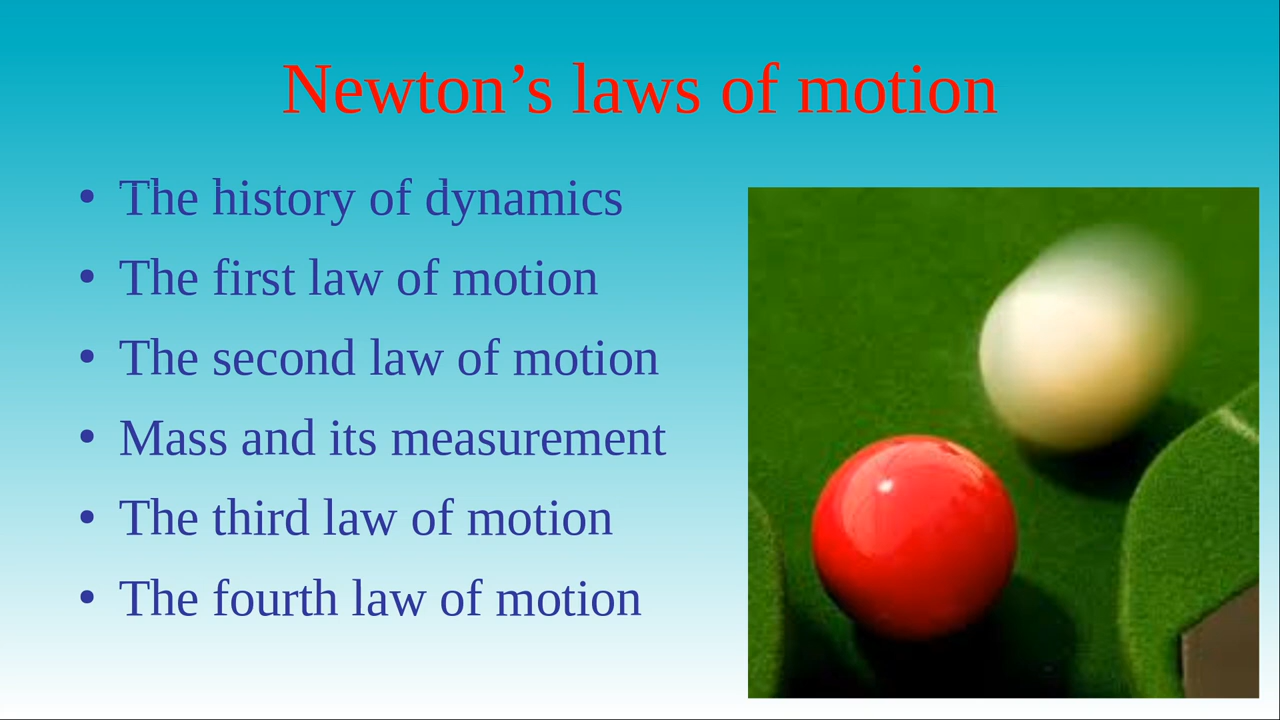 Newton’s laws of motion
• The history of dynamics
• The first law of motion
• The second law of motion
• Mass and its measurement
• The third law of motion
• The fourth law of motion